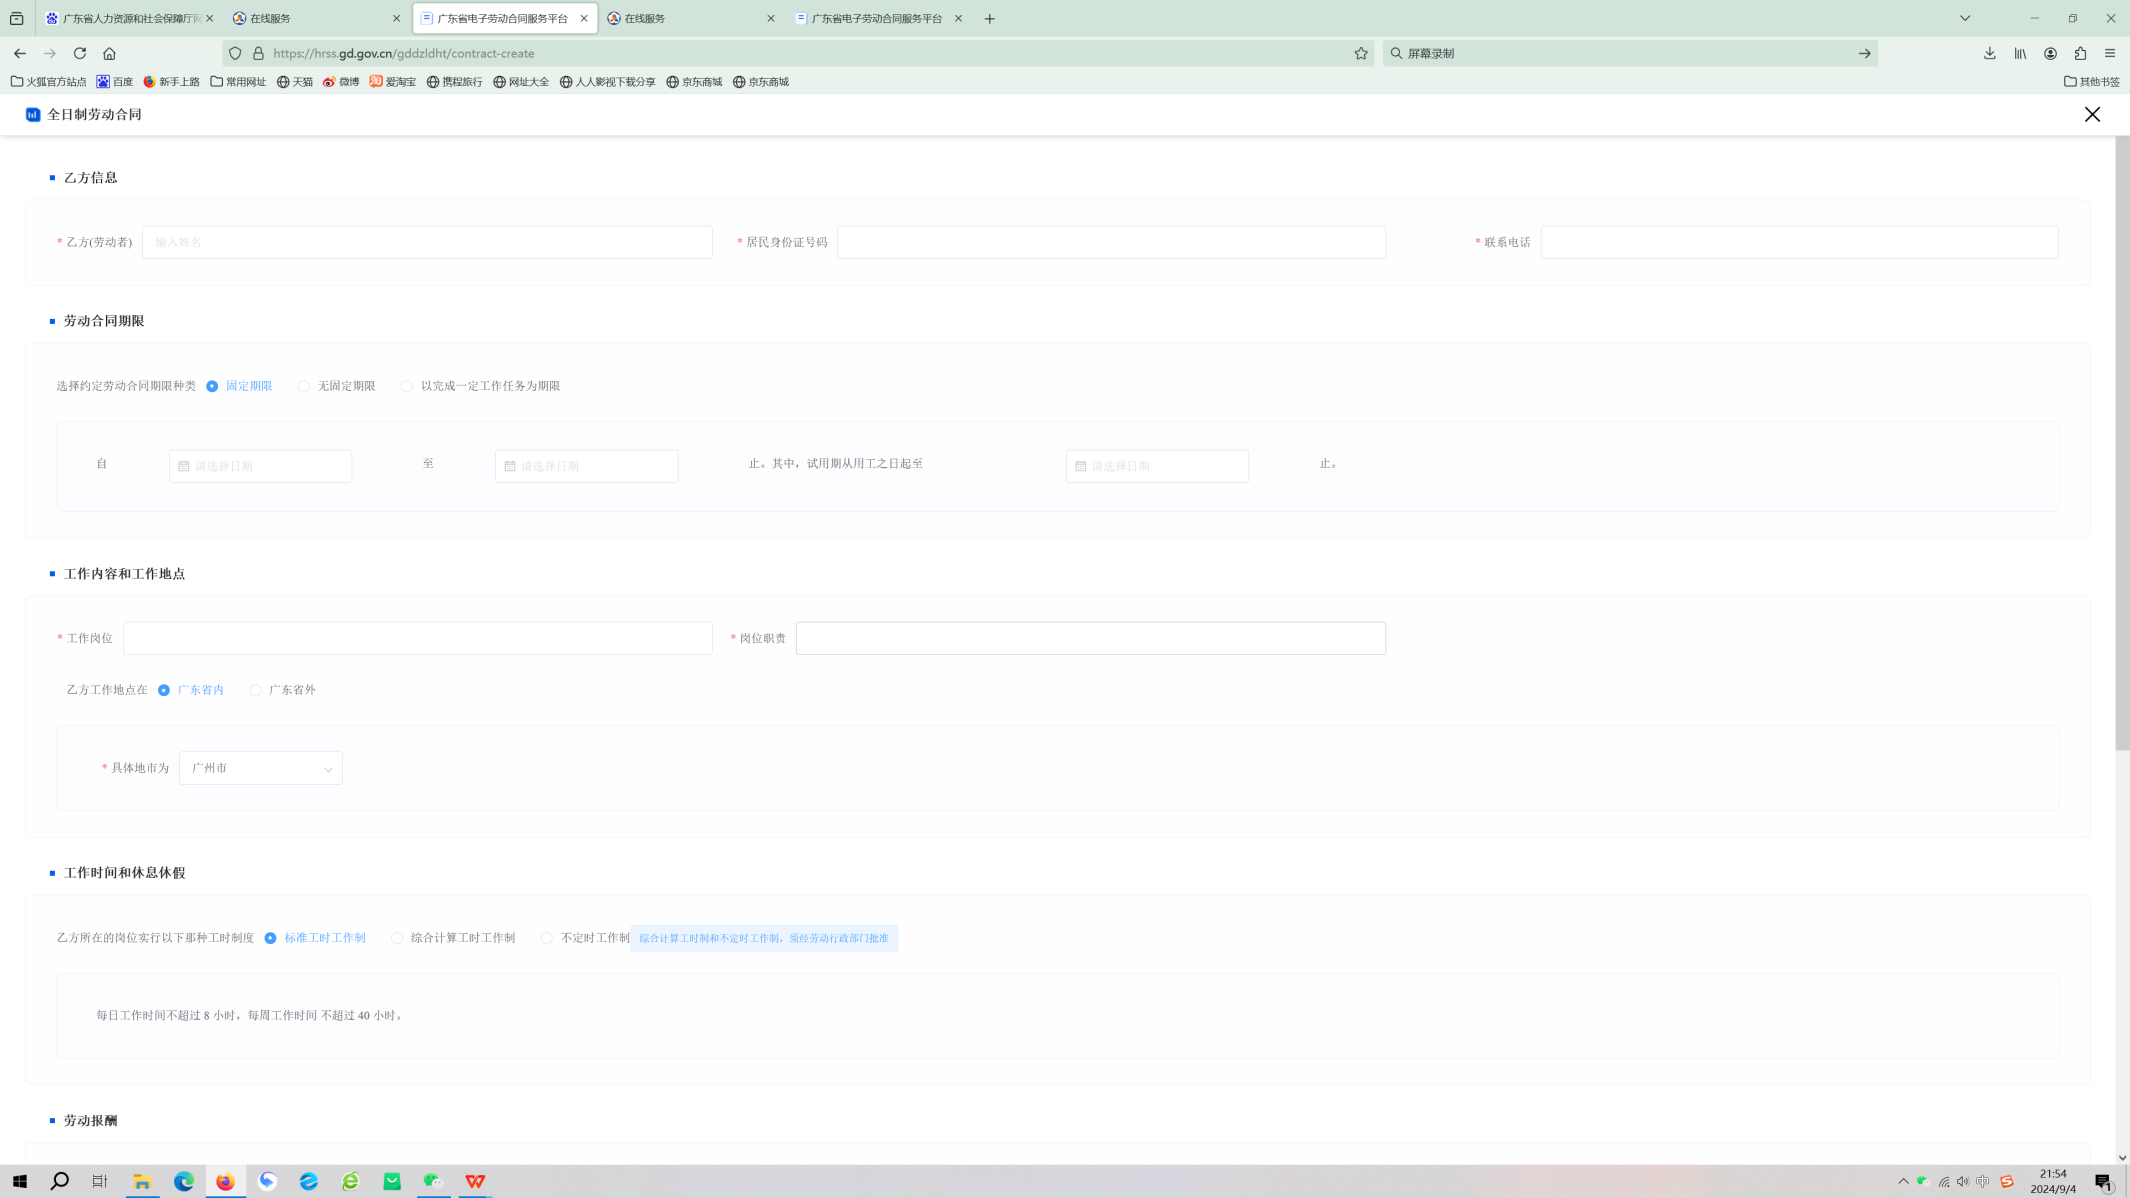 广东省人力资源和社会保障厅
在线服务
广东省电子劳动合同服务平台
在线服务
广东省电子劳动合同服务平台
https://hrss.gd.gov.cn/gddzldht/contract-create
屏幕录制
火狐官方站点 百度 新手上路 常用网址 天猫 微博 爱淘宝 携程旅行 网址大全 人人影视下载分享 京东商城 京东商城 其他书签
全日制劳动合同
乙方信息
* 乙方(劳动者) 输入姓名 * 居民身份证号码 * 联系电话
劳动合同期限
选择约定劳动合同期限种类 固定期限 无固定期限 以完成一定工作任务为期限
自 请选择日期 至 请选择日期 止。其中，试用期从用工之日起至 请选择日期 止。
工作内容和工作地点
* 工作岗位 * 岗位职责
乙方工作地点在 广东省内 广东省外
* 具体地市为 广州市
工作时间和休息休假
乙方所在的岗位实行以下那种工时制度 标准工时工作制 综合计算工时工作制 不定时工作制 综合计算工时制和不定时工作制，须经劳动行政部门批准
每日工作时间不超过 8 小时，每周工作时间 不超过 40 小时。
劳动报酬
中
21:54
2024/9/4
1